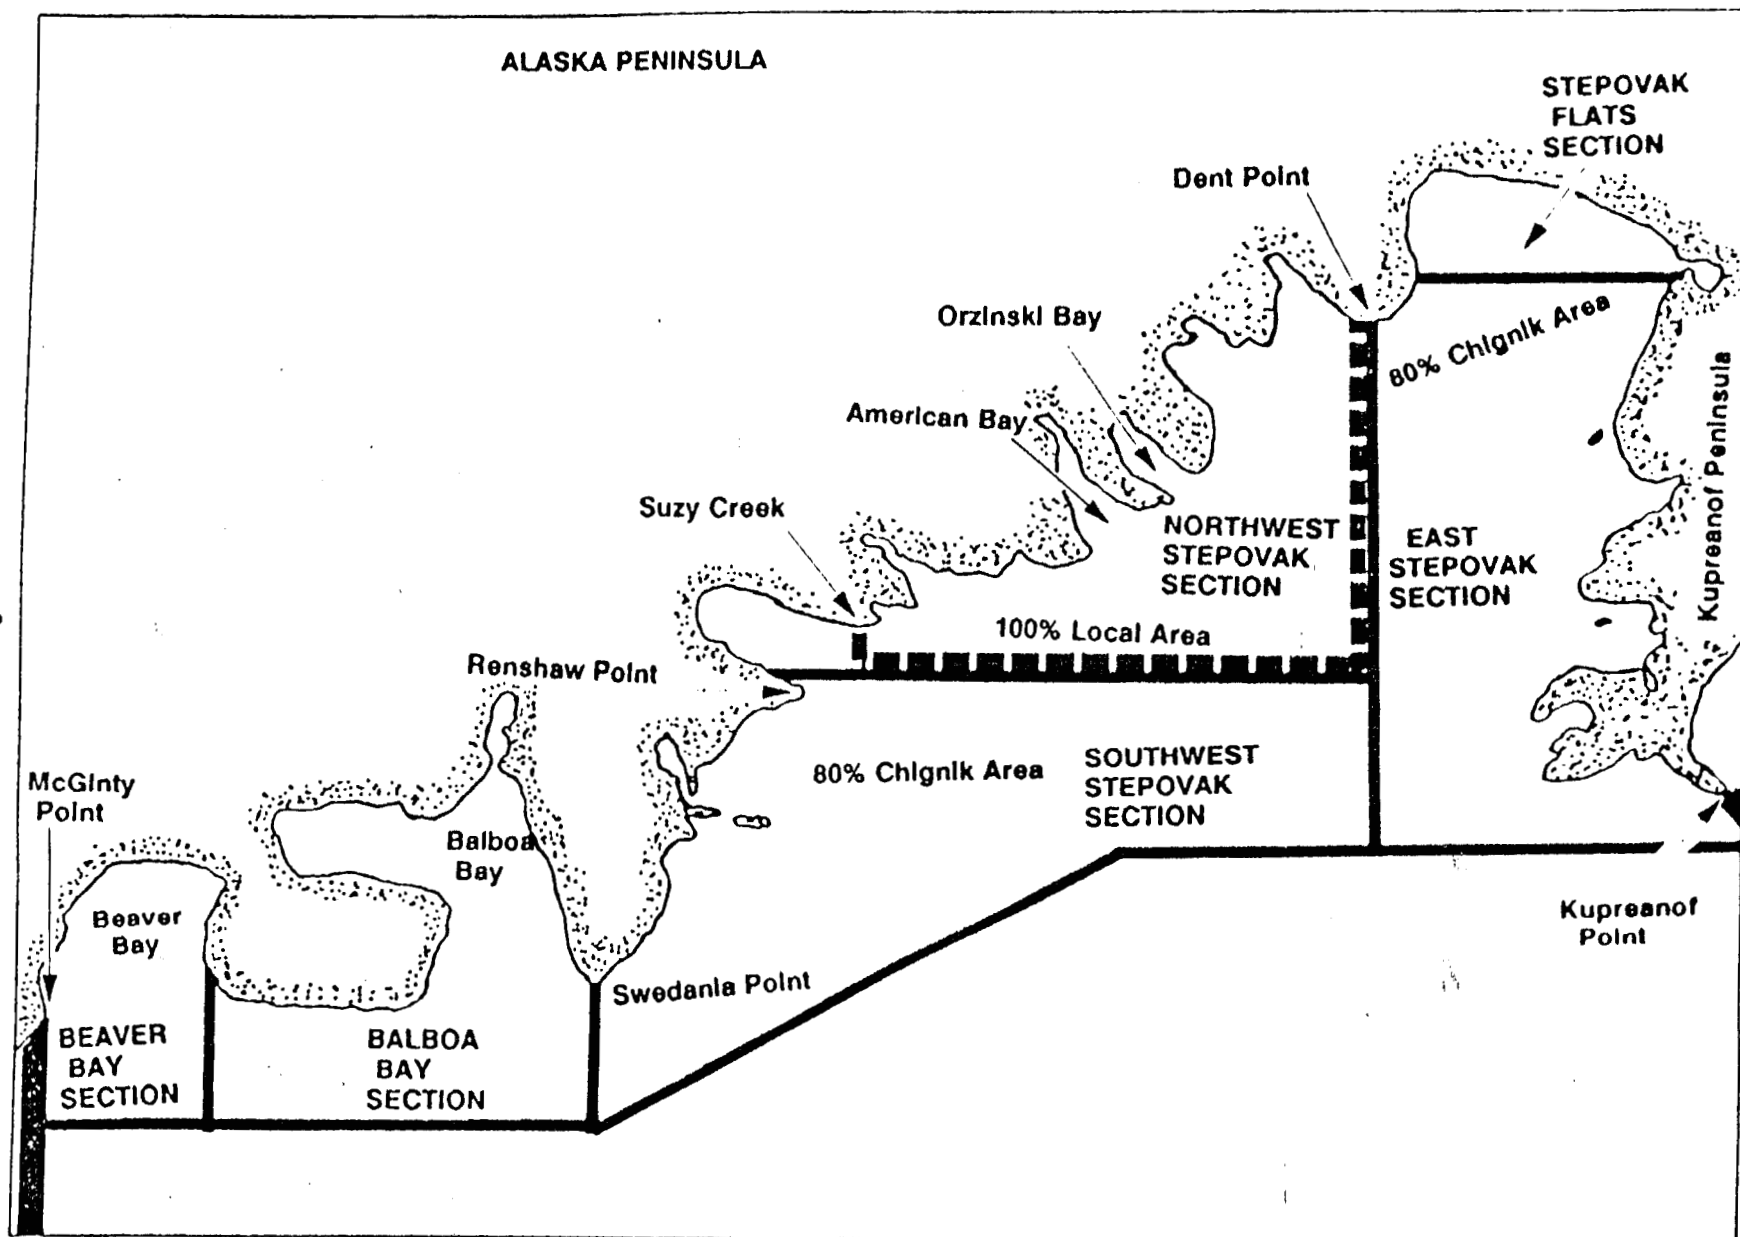 ALASKA PENINSULA
STEPOVAK
FLATS
SECTION
Dent Point
Orzinski Bay
80% Chignik Area
American Bay
Kupreanof Peninsula
Suzy Creek
NORTHWEST
STEPOVAK
SECTION
EAST
STEPOVAK
SECTION
100% Local Area
Renshaw Point
80% Chignik Area
SOUTHWEST
STEPOVAK
SECTION
McGinty
Point
Balboa
Bay
Beaver
Bay
Kupreanof
Point
Swedania Point
BEAVER
BAY
SECTION
BALBOA
BAY
SECTION